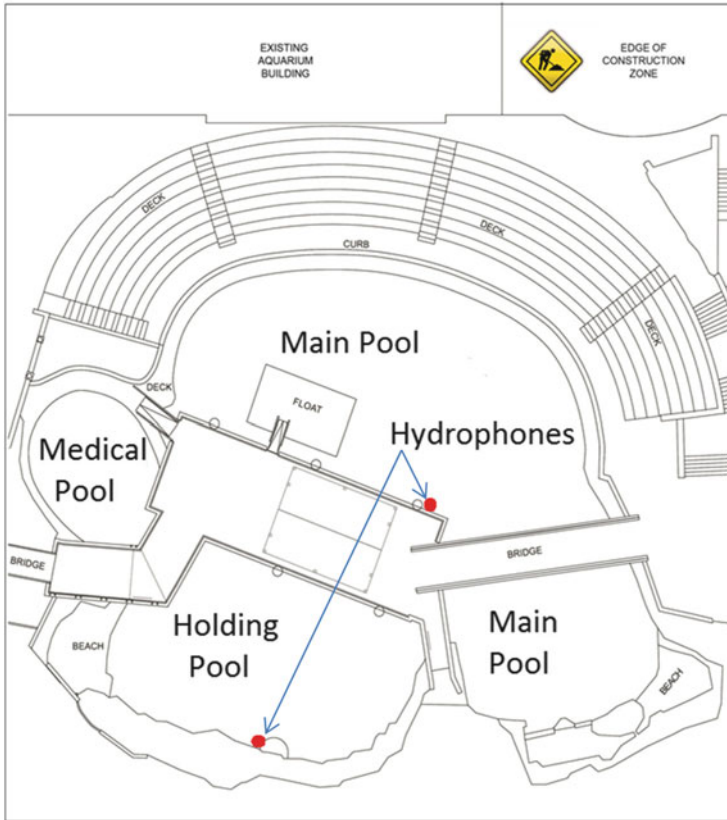 EXISTING
AQUARIUM
BUILDING
EDGE OF
CONSTRUCTION
ZONE
DECK
DECK
CURB
DECK
Main Pool
DECK
FLOAT
Hydrophones
Medical
Pool
BRIDGE
BRIDGE
Holding
Pool
Main
Pool
BEACH
BEACH